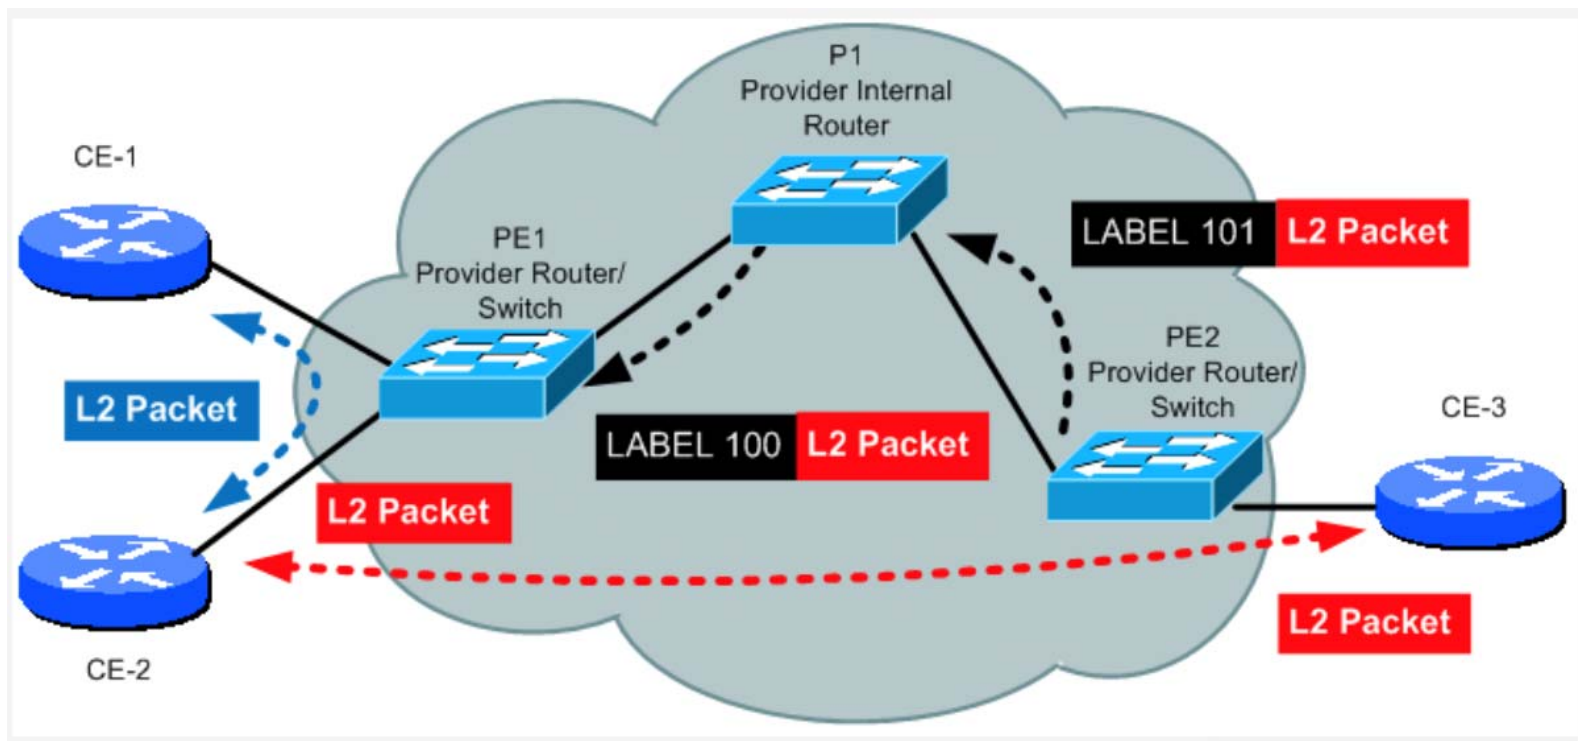 P1
Provider Internal
Router
CE-1
LABEL 101 L2 Packet
PE1
Provider Router/
Switch
PE2
Provider Router/
Switch
L2 Packet
CE-3
LABEL 100 L2 Packet
L2 Packet
L2 Packet
CE-2